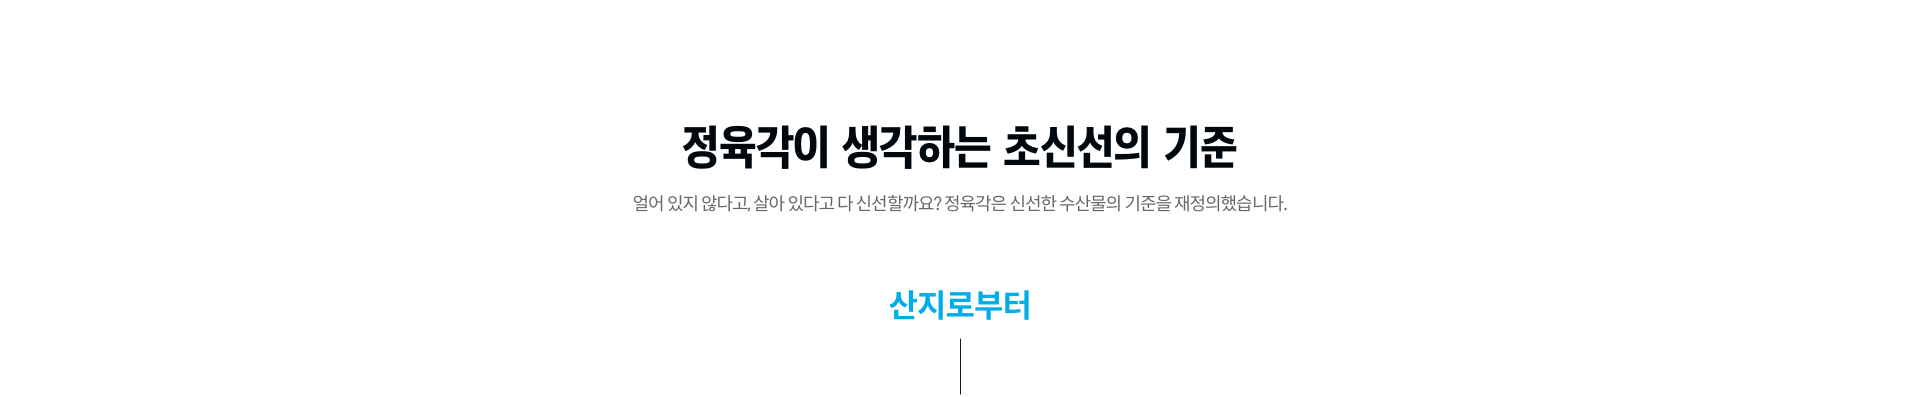 정육각이 생각하는 초신선의 기준
얼어 있지 않다고, 살아 있다고 다 신선할까요? 정육각은 신선한 수산물의 기준을 재정의했습니다.
산지로부터